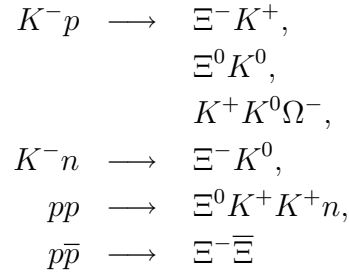 K⁻p ⟶ Ξ⁻K⁺,
Ξ⁰K⁰,
K⁺K⁰Ω⁻,
K⁻n ⟶ Ξ⁻K⁰,
pp ⟶ Ξ⁰K⁺K⁺n,
pp̅ ⟶ Ξ⁻Ξ̅